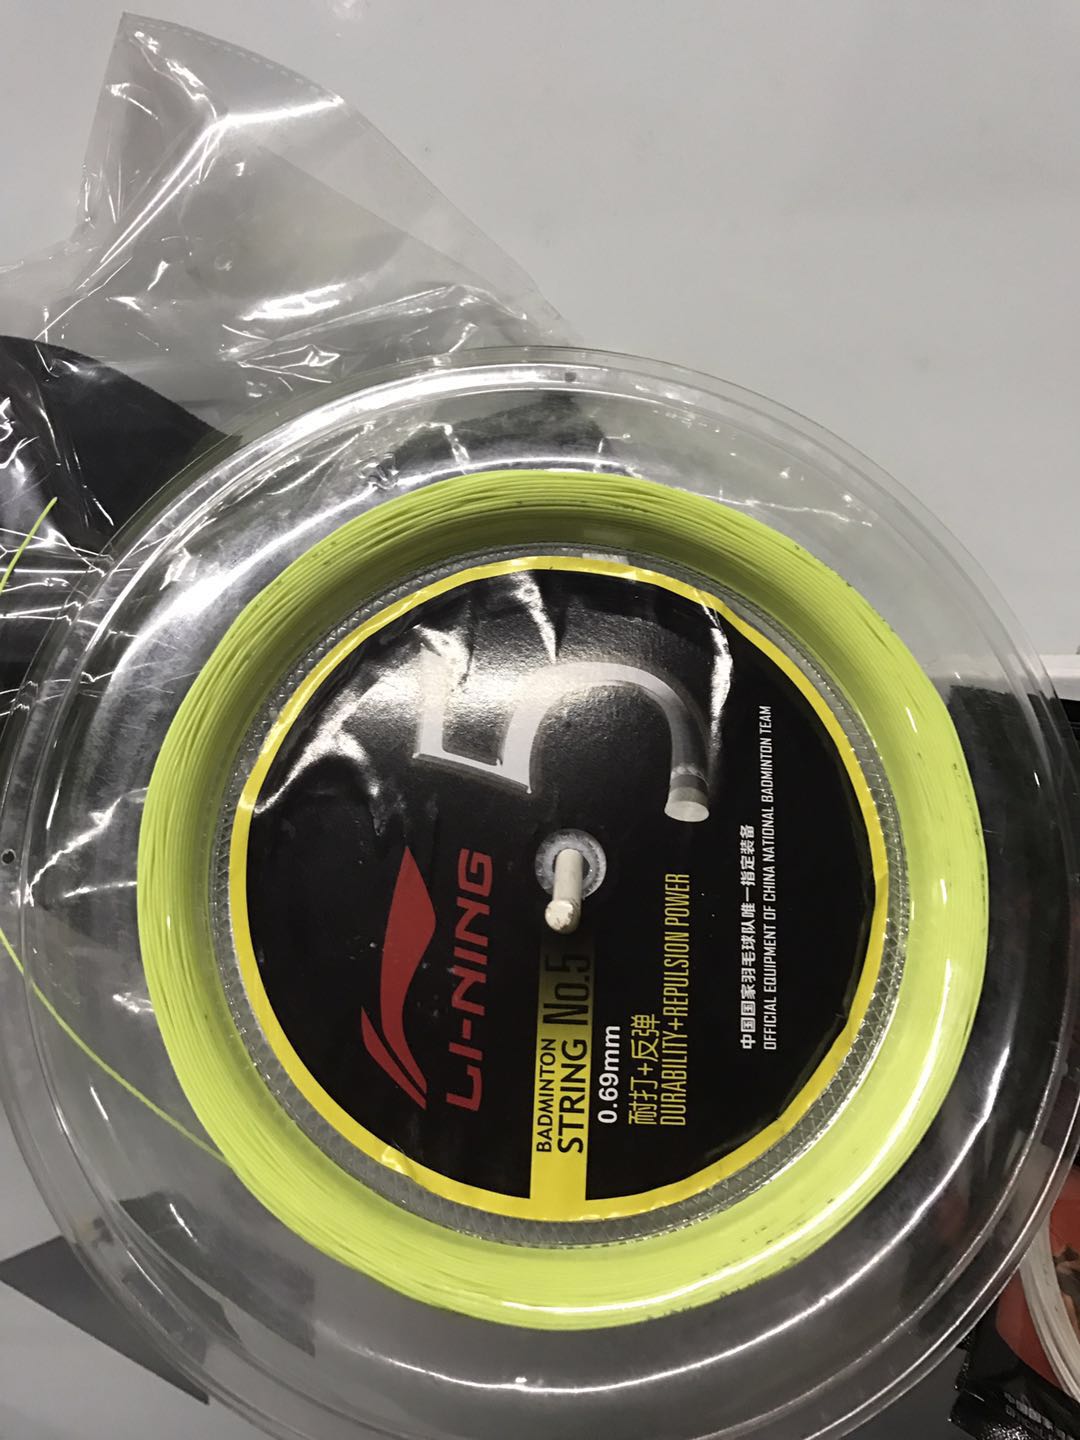 5
LI-NING
BADMINTON
STRING No.5
0.69mm
耐打+反弹
DURABILITY+REPULSION POWER
中国国家羽毛球队唯一指定装备
OFFICIAL EQUIPMENT OF CHINA NATIONAL BADMINTON TEAM